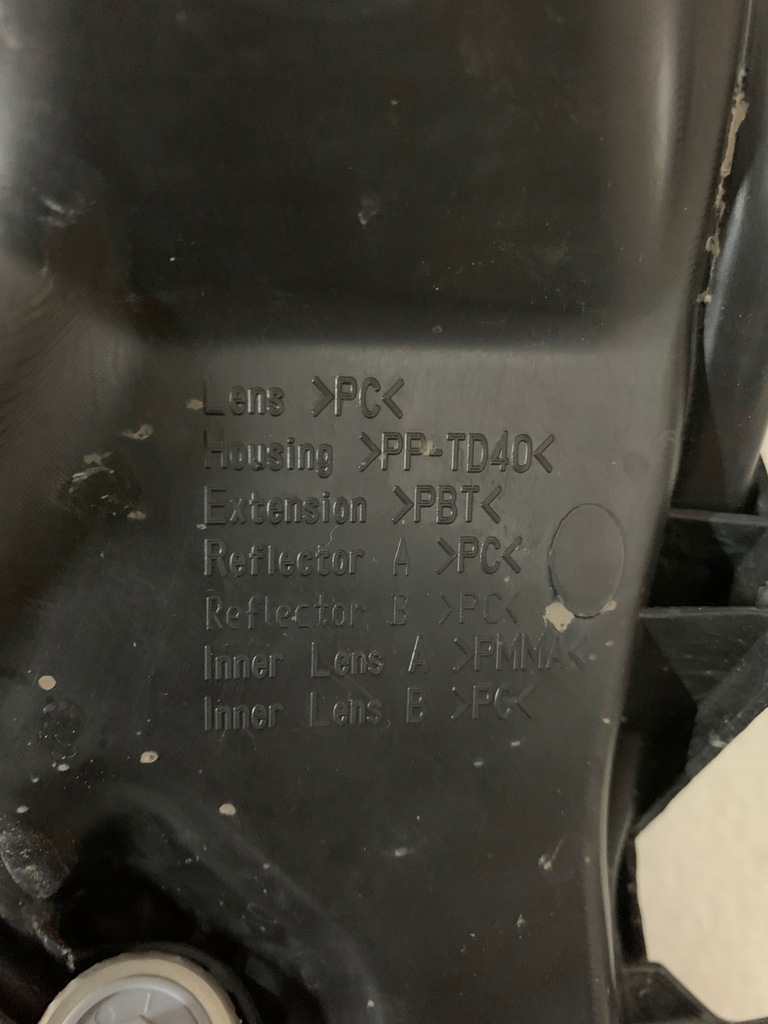 Lens >PC<
Housing >PP-TD40<
Extension >PBT<
Reflector A >PC<
Reflector B >PC<
Inner Lens A >PMMA<
Inner Lens B >PC<